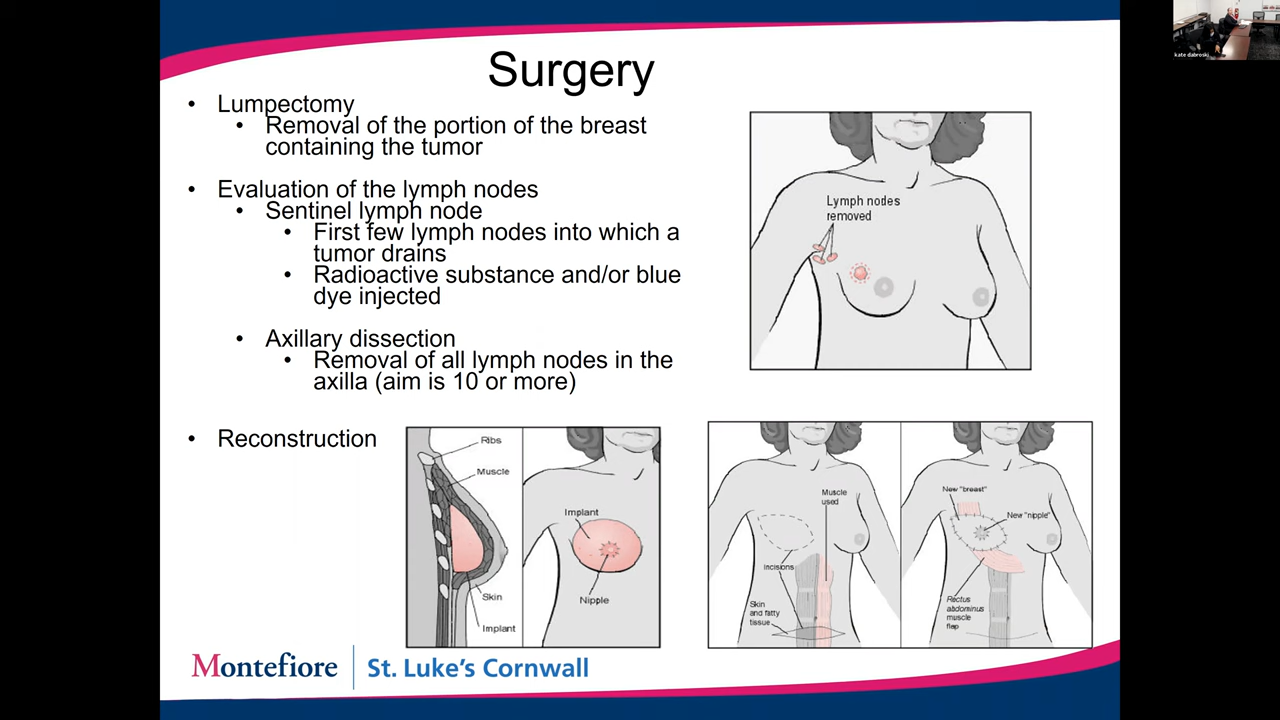 Surgery
• Lumpectomy
• Removal of the portion of the breast
containing the tumor
• Evaluation of the lymph nodes
• Sentinel lymph node
• First few lymph nodes into which a
tumor drains
• Radioactive substance and/or blue
dye injected
• Axillary dissection
• Removal of all lymph nodes in the
axilla (aim is 10 or more)
• Reconstruction
Lymph nodes
removed
Ribs
Muscle
Skin
Implant
Implant
Nipple
Muscle
used
Incisions
Skin
and fatty
tissue
New "breast"
New "nipple"
Rectus
abdominus
muscle
flap
Montefiore
St. Luke's Cornwall
kate dabroski